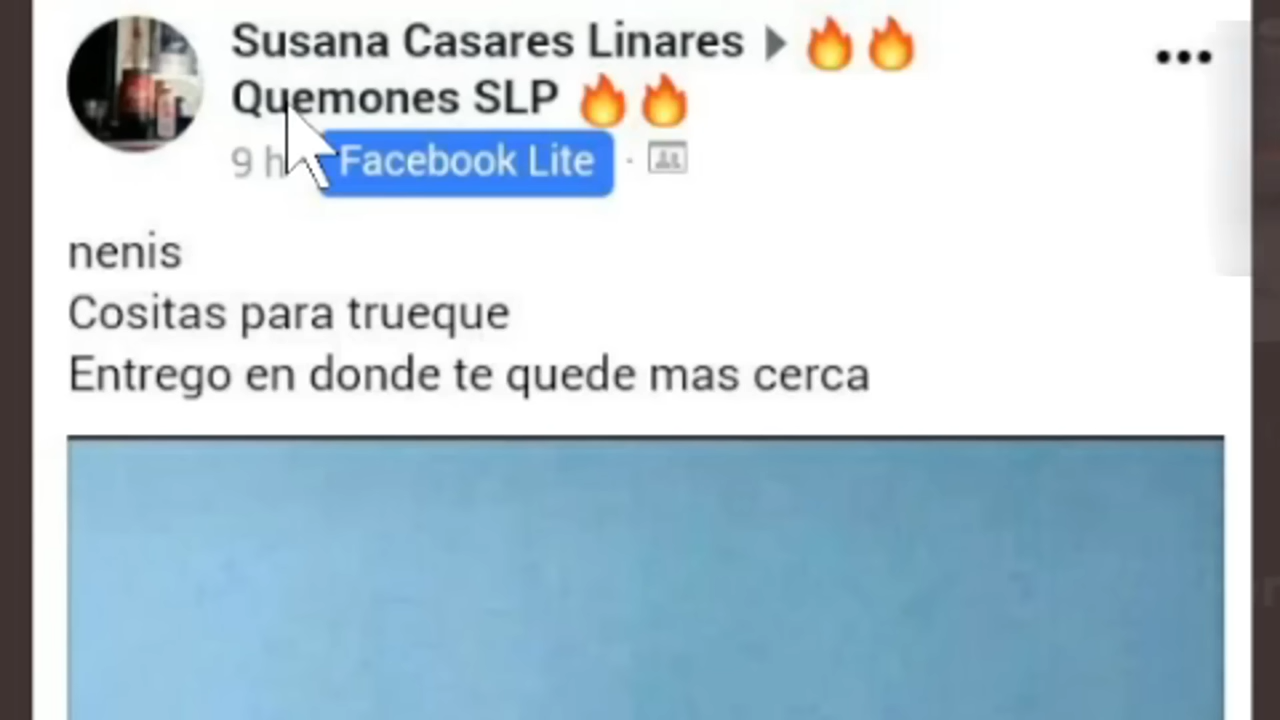 Susana Casares Linares ▶ 🔥🔥
Quemones SLP 🔥🔥
9 h Facebook Lite ·
nenis
Cositas para trueque
Entrego en donde te quede mas cerca